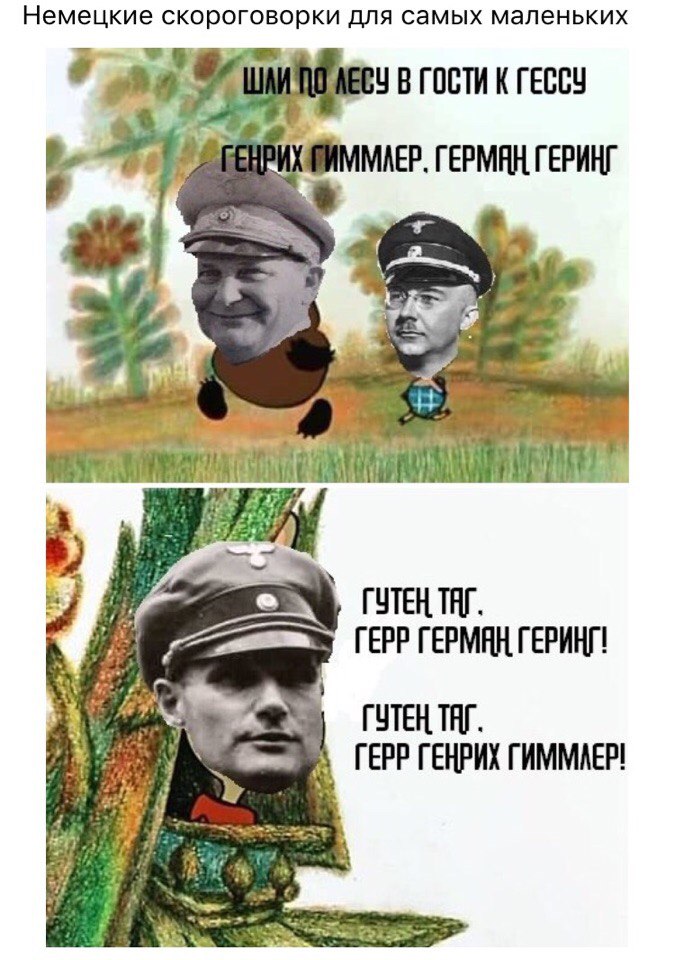 Немецкие скороговорки для самых маленьких
ШЛИ ПО ЛЕСУ В ГОСТИ К ГЕССУ
ГЕНРИХ ГИММЛЕР, ГЕРМАН ГЕРИНГ
ГУТЕН ТАГ,
ГЕРР ГЕРМАН ГЕРИНГ!
ГУТЕН ТАГ,
ГЕРР ГЕНРИХ ГИММЛЕР!